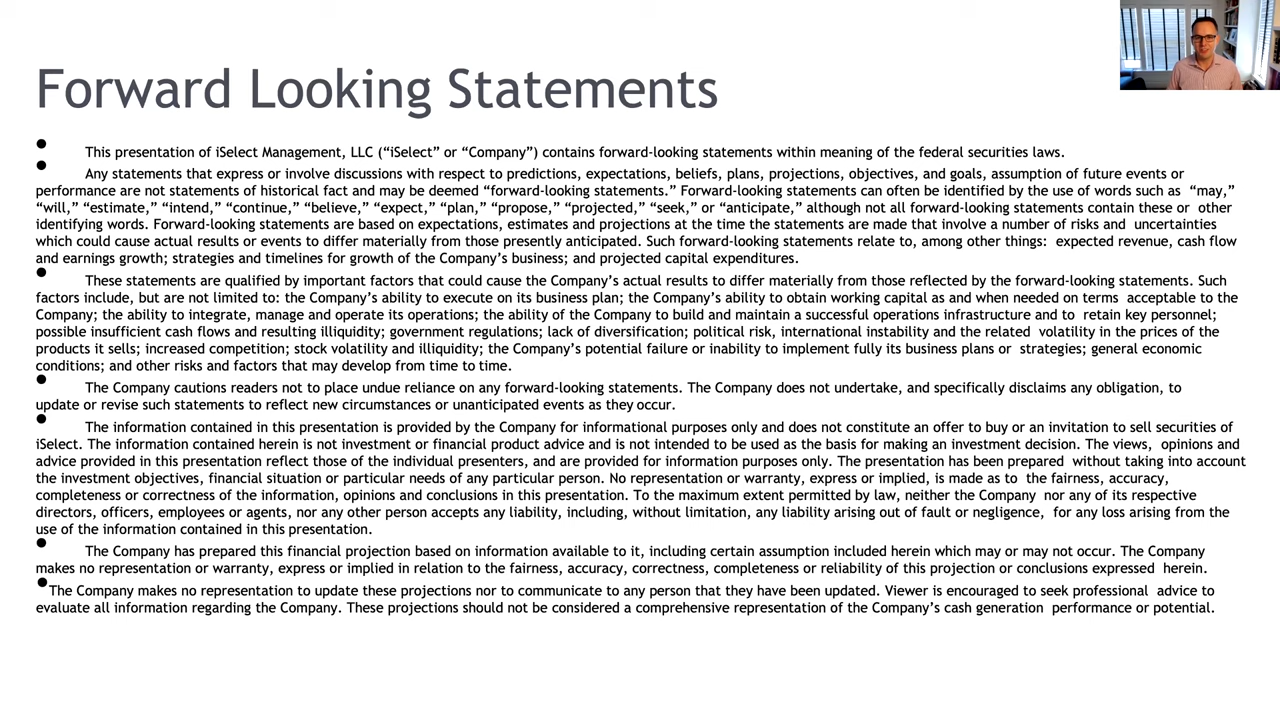 Forward Looking Statements
• This presentation of iSelect Management, LLC (“iSelect” or “Company”) contains forward-looking statements within meaning of the federal securities laws.
• Any statements that express or involve discussions with respect to predictions, expectations, beliefs, plans, projections, objectives, and goals, assumption of future events or
performance are not statements of historical fact and may be deemed “forward-looking statements.” Forward-looking statements can often be identified by the use of words such as “may,”
“will,” “estimate,” “intend,” “continue,” “believe,” “expect,” “plan,” “propose,” “projected,” “seek,” or “anticipate,” although not all forward-looking statements contain these or other
identifying words. Forward-looking statements are based on expectations, estimates and projections at the time the statements are made that involve a number of risks and uncertainties
which could cause actual results or events to differ materially from those presently anticipated. Such forward-looking statements relate to, among other things: expected revenue, cash flow
and earnings growth; strategies and timelines for growth of the Company’s business; and projected capital expenditures.
• These statements are qualified by important factors that could cause the Company’s actual results to differ materially from those reflected by the forward-looking statements. Such
factors include, but are not limited to: the Company’s ability to execute on its business plan; the Company’s ability to obtain working capital as and when needed on terms acceptable to the
Company; the ability to integrate, manage and operate its operations; the ability of the Company to build and maintain a successful operations infrastructure and to retain key personnel;
possible insufficient cash flows and resulting illiquidity; government regulations; lack of diversification; political risk, international instability and the related volatility in the prices of the
products it sells; increased competition; stock volatility and illiquidity; the Company’s potential failure or inability to implement fully its business plans or strategies; general economic
conditions; and other risks and factors that may develop from time to time.
• The Company cautions readers not to place undue reliance on any forward-looking statements. The Company does not undertake, and specifically disclaims any obligation, to
update or revise such statements to reflect new circumstances or unanticipated events as they occur.
• The information contained in this presentation is provided by the Company for informational purposes only and does not constitute an offer to buy or an invitation to sell securities of
iSelect. The information contained herein is not investment or financial product advice and is not intended to be used as the basis for making an investment decision. The views, opinions and
advice provided in this presentation reflect those of the individual presenters, and are provided for information purposes only. The presentation has been prepared without taking into account
the investment objectives, financial situation or particular needs of any particular person. No representation or warranty, express or implied, is made as to the fairness, accuracy,
completeness or correctness of the information, opinions and conclusions in this presentation. To the maximum extent permitted by law, neither the Company nor any of its respective
directors, officers, employees or agents, nor any other person accepts any liability, including, without limitation, any liability arising out of fault or negligence, for any loss arising from the
use of the information contained in this presentation.
• The Company has prepared this financial projection based on information available to it, including certain assumption included herein which may or may not occur. The Company
makes no representation or warranty, express or implied in relation to the fairness, accuracy, correctness, completeness or reliability of this projection or conclusions expressed herein.
•The Company makes no representation to update these projections nor to communicate to any person that they have been updated. Viewer is encouraged to seek professional advice to
evaluate all information regarding the Company. These projections should not be considered a comprehensive representation of the Company’s cash generation performance or potential.